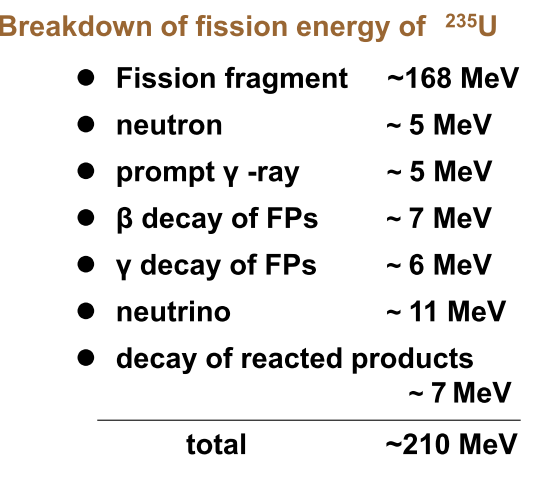 Breakdown of fission energy of ²³⁵U
● Fission fragment ~168 MeV
● neutron ~ 5 MeV
● prompt γ -ray ~ 5 MeV
● β decay of FPs ~ 7 MeV
● γ decay of FPs ~ 6 MeV
● neutrino ~ 11 MeV
● decay of reacted products
~ 7 MeV
total ~210 MeV